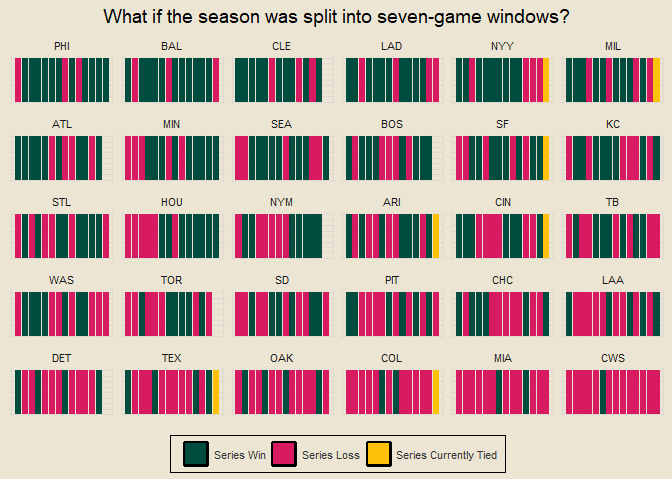 What if the season was split into seven-game windows?
PHI BAL CLE LAD NYY MIL
ATL MIN SEA BOS SF KC
STL HOU NYM ARI CIN TB
WAS TOR SD PIT CHC LAA
DET TEX OAK COL MIA CWS
Series Win Series Loss Series Currently Tied